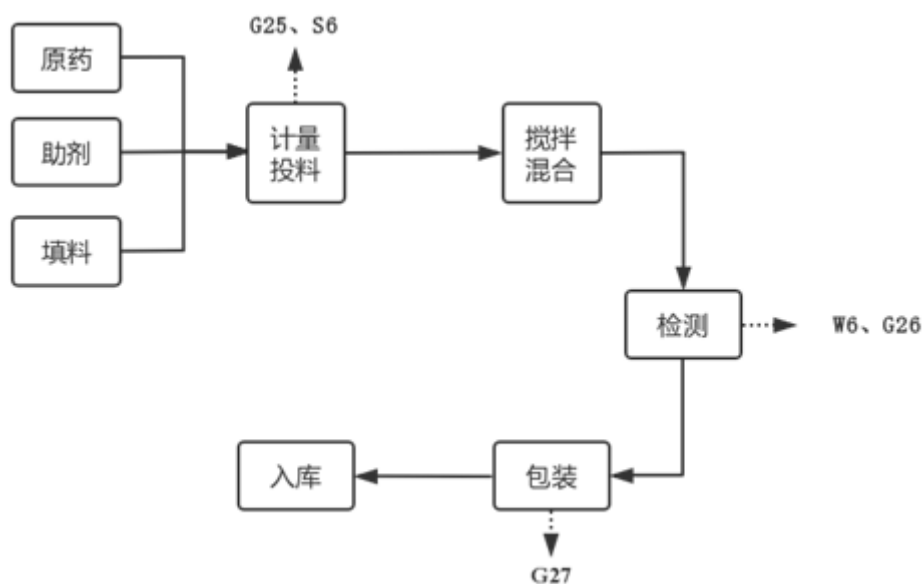 G25、S6
原药
助剂
填料
计量
投料
搅拌
混合
检测
W6、G26
包装
入库
G27